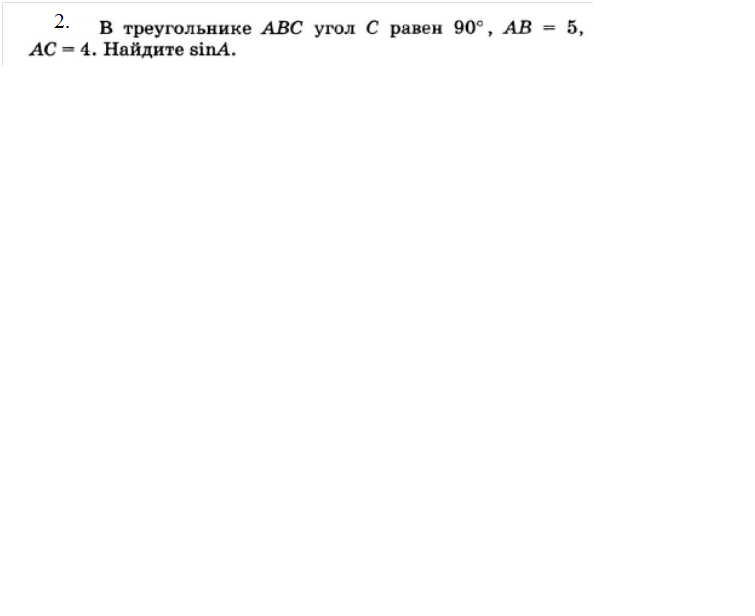 2. В треугольнике ABC угол C равен 90°, AB = 5,
AC = 4. Найдите sinA.